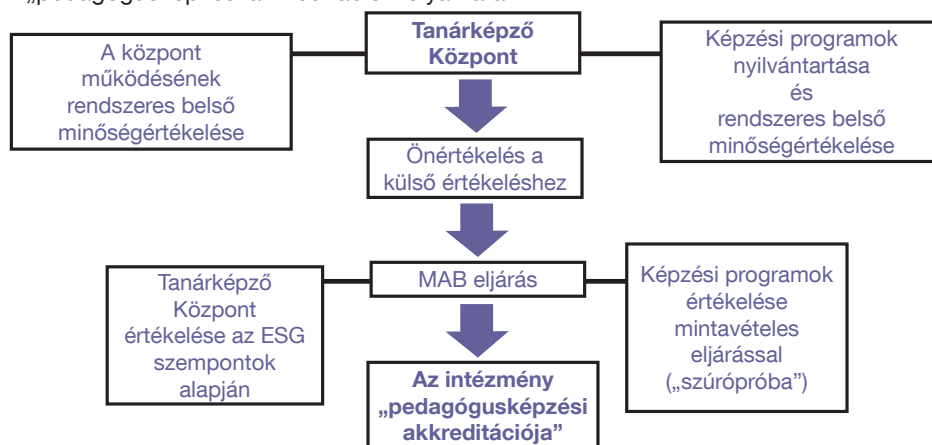 Tanárképző
Központ
A központ
működésének
rendszeres belső
minőségértékelése
Képzési programok
nyilvántartása
és
rendszeres belső
minőségértékelése
Önértékelés a
külső értékeléshez
MAB eljárás
Tanárképző
Központ
értékelése az ESG
szempontok
alapján
Képzési programok
értékelése
mintavételes
eljárással
(„szúrópróba”)
Az intézmény
„pedagógusképzési
akkreditációja”